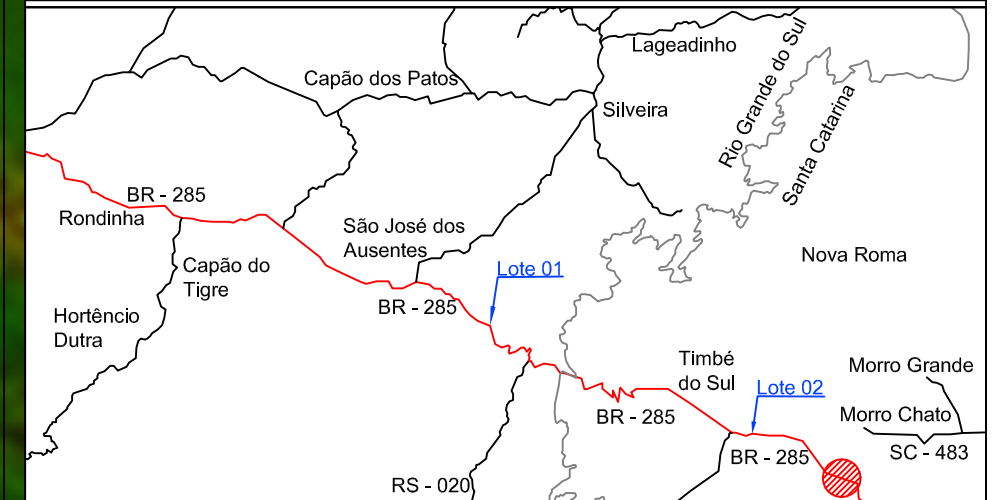 Lageadinho
Rio Grande do Sul
Santa Catarina
Capão dos Patos
Silveira
BR - 285
Rondinha
São José dos
Ausentes
Capão do
Tigre
Nova Roma
Lote 01
BR - 285
Hortêncio
Dutra
Timbé
do Sul
Morro Grande
Lote 02
BR - 285
Morro Chato
BR - 285
SC - 483
RS - 020